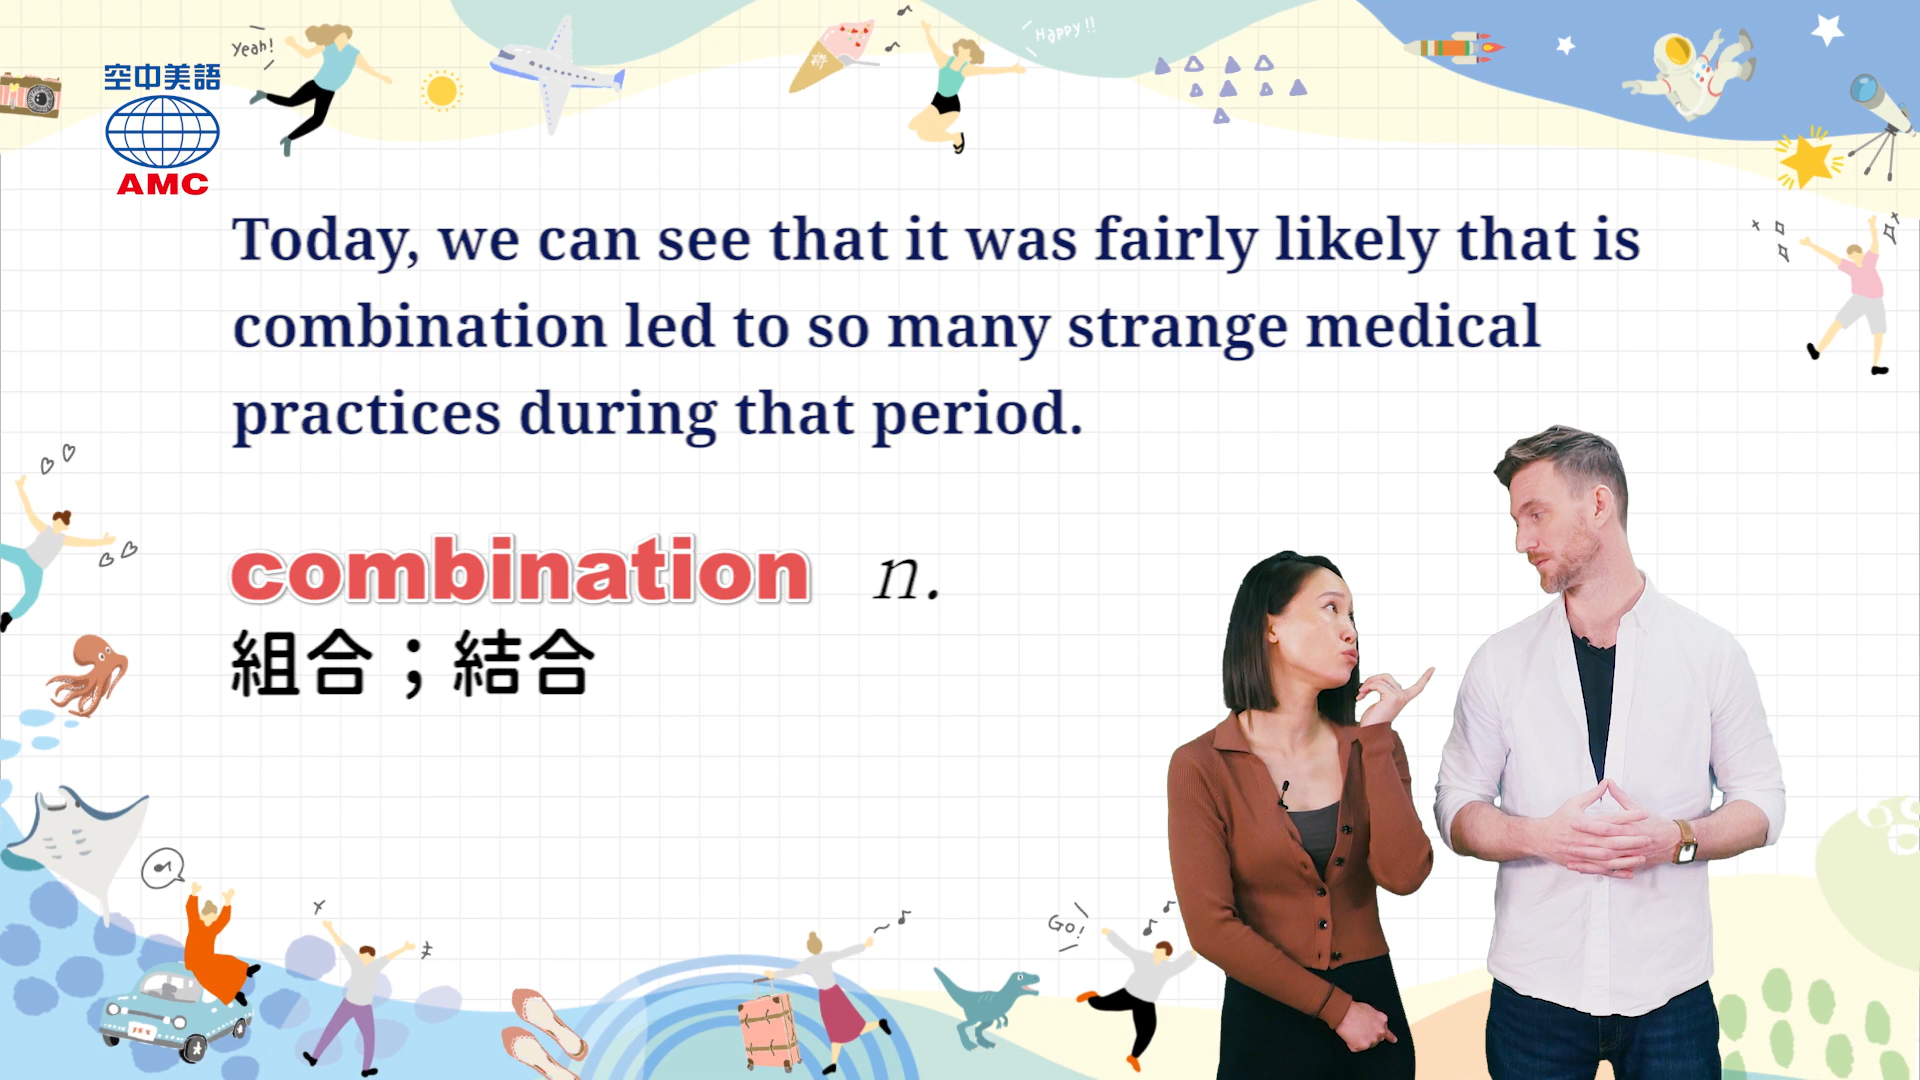 Yeah!
Happy!!
空中美語
AMC
Today, we can see that it was fairly likely that is
combination led to so many strange medical
practices during that period.
combination n.
組合；結合
Go!